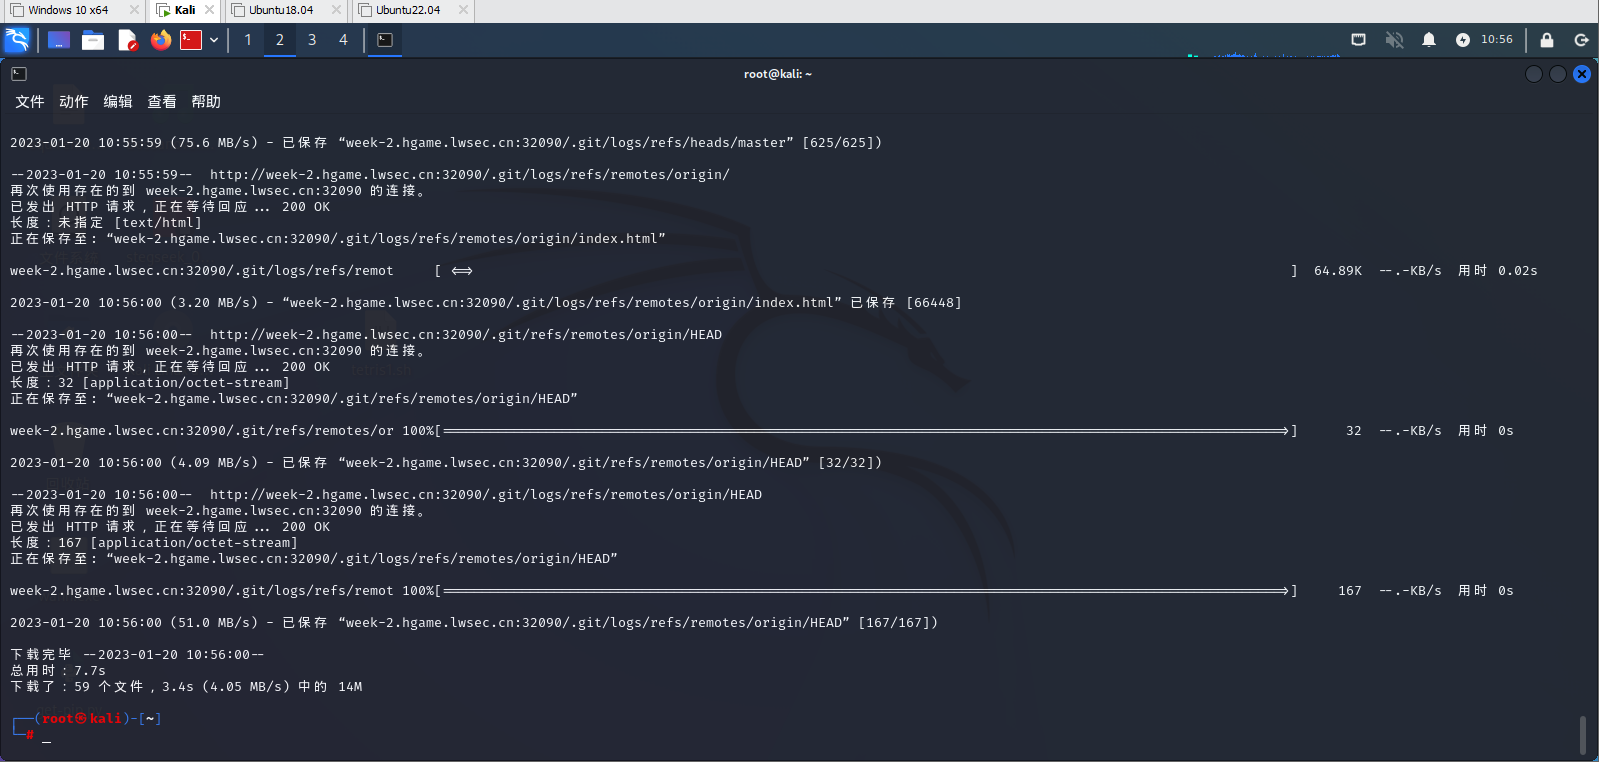 Windows 10 x64
Kali
Ubuntu18.04
Ubuntu22.04
1 2 3 4
10:56
root@kali: ~
文件 动作 编辑 查看 帮助
2023-01-20 10:55:59 (75.6 MB/s) - 已保存 “week-2.hgame.lwsec.cn:32090/.git/logs/refs/heads/master” [625/625])
--2023-01-20 10:55:59-- http://week-2.hgame.lwsec.cn:32090/.git/logs/refs/remotes/origin/
再次使用存在的到 week-2.hgame.lwsec.cn:32090 的连接。
已发出 HTTP 请求，正在等待回应... 200 OK
长度：未指定 [text/html]
正在保存至: “week-2.hgame.lwsec.cn:32090/.git/logs/refs/remotes/origin/index.html”
week-2.hgame.lwsec.cn:32090/.git/logs/refs/remot [ <=> ] 64.89K --.-KB/s 用时 0.02s
2023-01-20 10:56:00 (3.20 MB/s) - “week-2.hgame.lwsec.cn:32090/.git/logs/refs/remotes/origin/index.html” 已保存 [66448]
--2023-01-20 10:56:00-- http://week-2.hgame.lwsec.cn:32090/.git/refs/remotes/origin/HEAD
再次使用存在的到 week-2.hgame.lwsec.cn:32090 的连接。
已发出 HTTP 请求，正在等待回应... 200 OK
长度：32 [application/octet-stream]
正在保存至: “week-2.hgame.lwsec.cn:32090/.git/refs/remotes/origin/HEAD”
week-2.hgame.lwsec.cn:32090/.git/refs/remotes/or 100%[===================>] 32 --.-KB/s 用时 0s
2023-01-20 10:56:00 (4.09 MB/s) - 已保存 “week-2.hgame.lwsec.cn:32090/.git/refs/remotes/origin/HEAD” [32/32])
--2023-01-20 10:56:00-- http://week-2.hgame.lwsec.cn:32090/.git/logs/refs/remotes/origin/HEAD
再次使用存在的到 week-2.hgame.lwsec.cn:32090 的连接。
已发出 HTTP 请求，正在等待回应... 200 OK
长度：167 [application/octet-stream]
正在保存至: “week-2.hgame.lwsec.cn:32090/.git/logs/refs/remotes/origin/HEAD”
week-2.hgame.lwsec.cn:32090/.git/logs/refs/remot 100%[===================>] 167 --.-KB/s 用时 0s
2023-01-20 10:56:00 (51.0 MB/s) - 已保存 “week-2.hgame.lwsec.cn:32090/.git/logs/refs/remotes/origin/HEAD” [167/167])
下载完毕 --2023-01-20 10:56:00--
总用时：7.7s
下载了：59 个文件，3.4s (4.05 MB/s) 中的 14M
┌──(root㉿kali)-[~]
└─# _